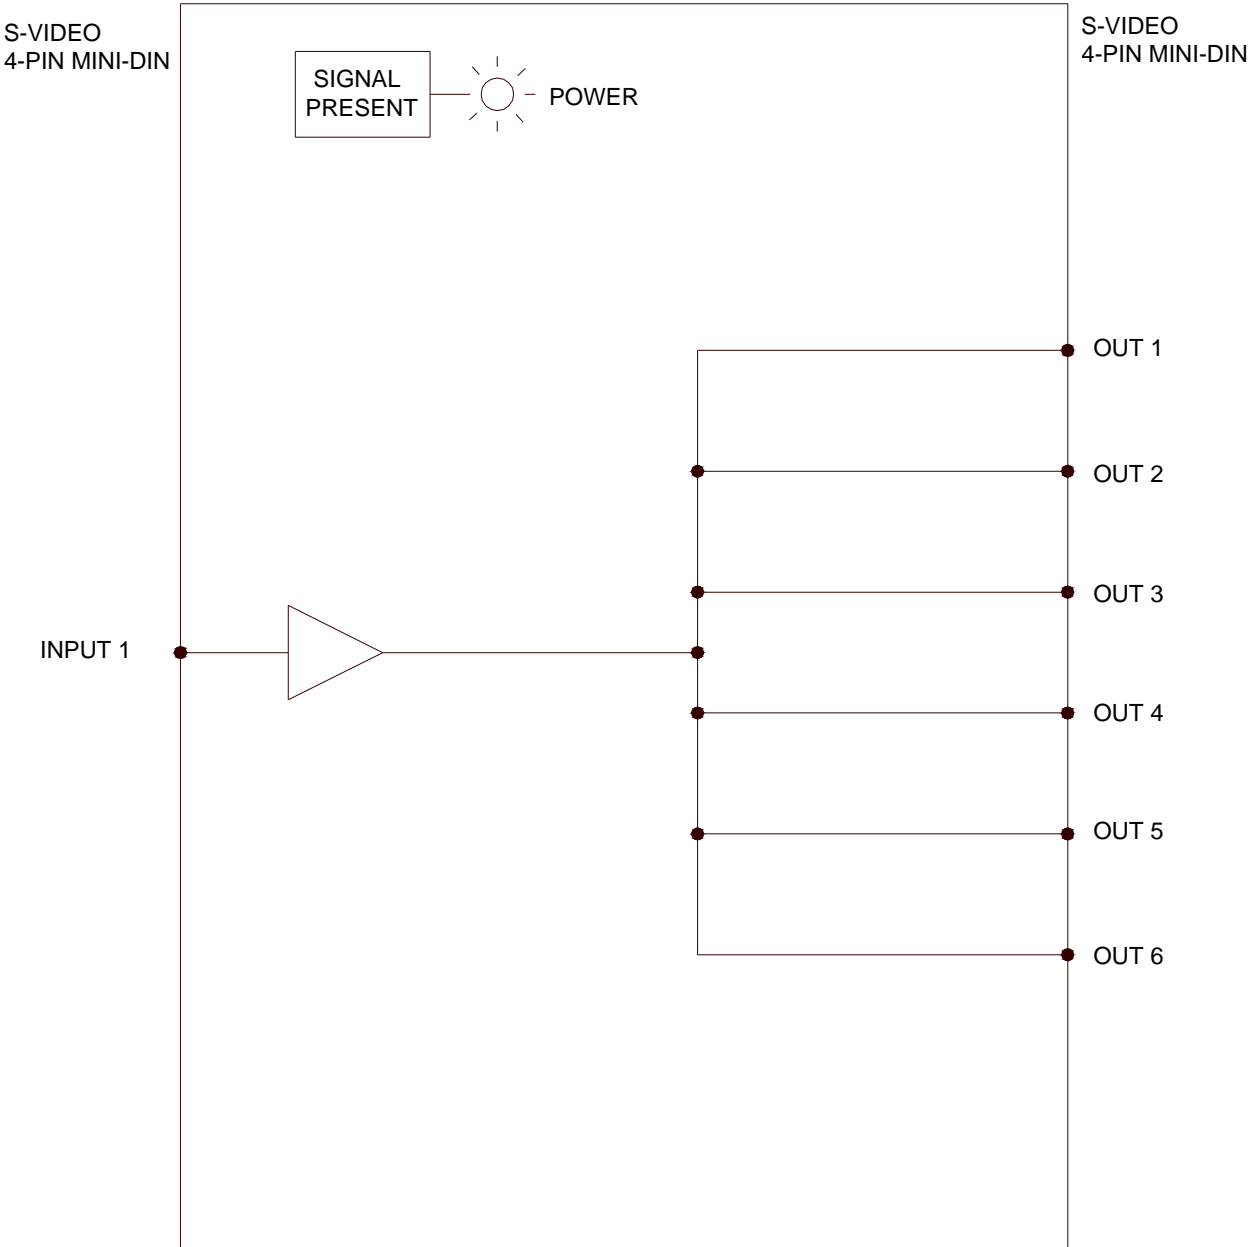 S-VIDEO
4-PIN MINI-DIN
S-VIDEO
4-PIN MINI-DIN
SIGNAL
PRESENT
POWER
OUT 1
OUT 2
OUT 3
INPUT 1
OUT 4
OUT 5
OUT 6